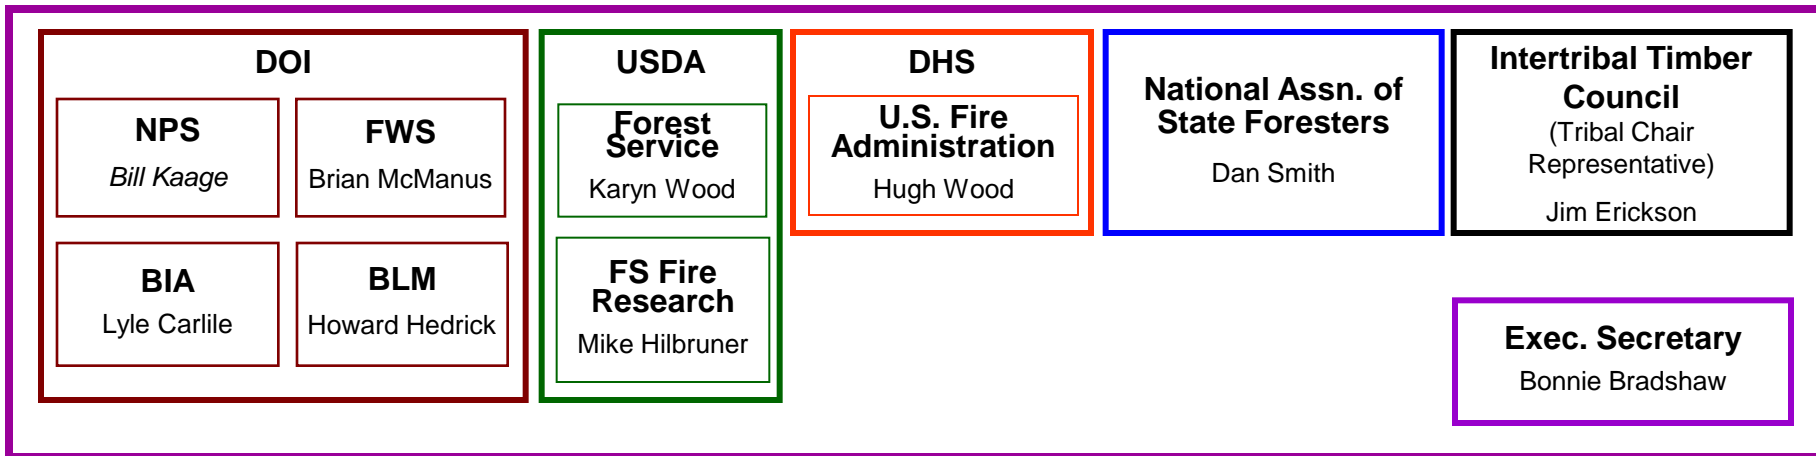 DOI
NPS
Bill Kaage
FWS
Brian McManus
BIA
Lyle Carlile
BLM
Howard Hedrick
USDA
Forest
Service
Karyn Wood
FS Fire
Research
Mike Hilbruner
DHS
U.S. Fire
Administration
Hugh Wood
National Assn. of
State Foresters
Dan Smith
Intertribal Timber
Council
(Tribal Chair
Representative)
Jim Erickson
Exec. Secretary
Bonnie Bradshaw